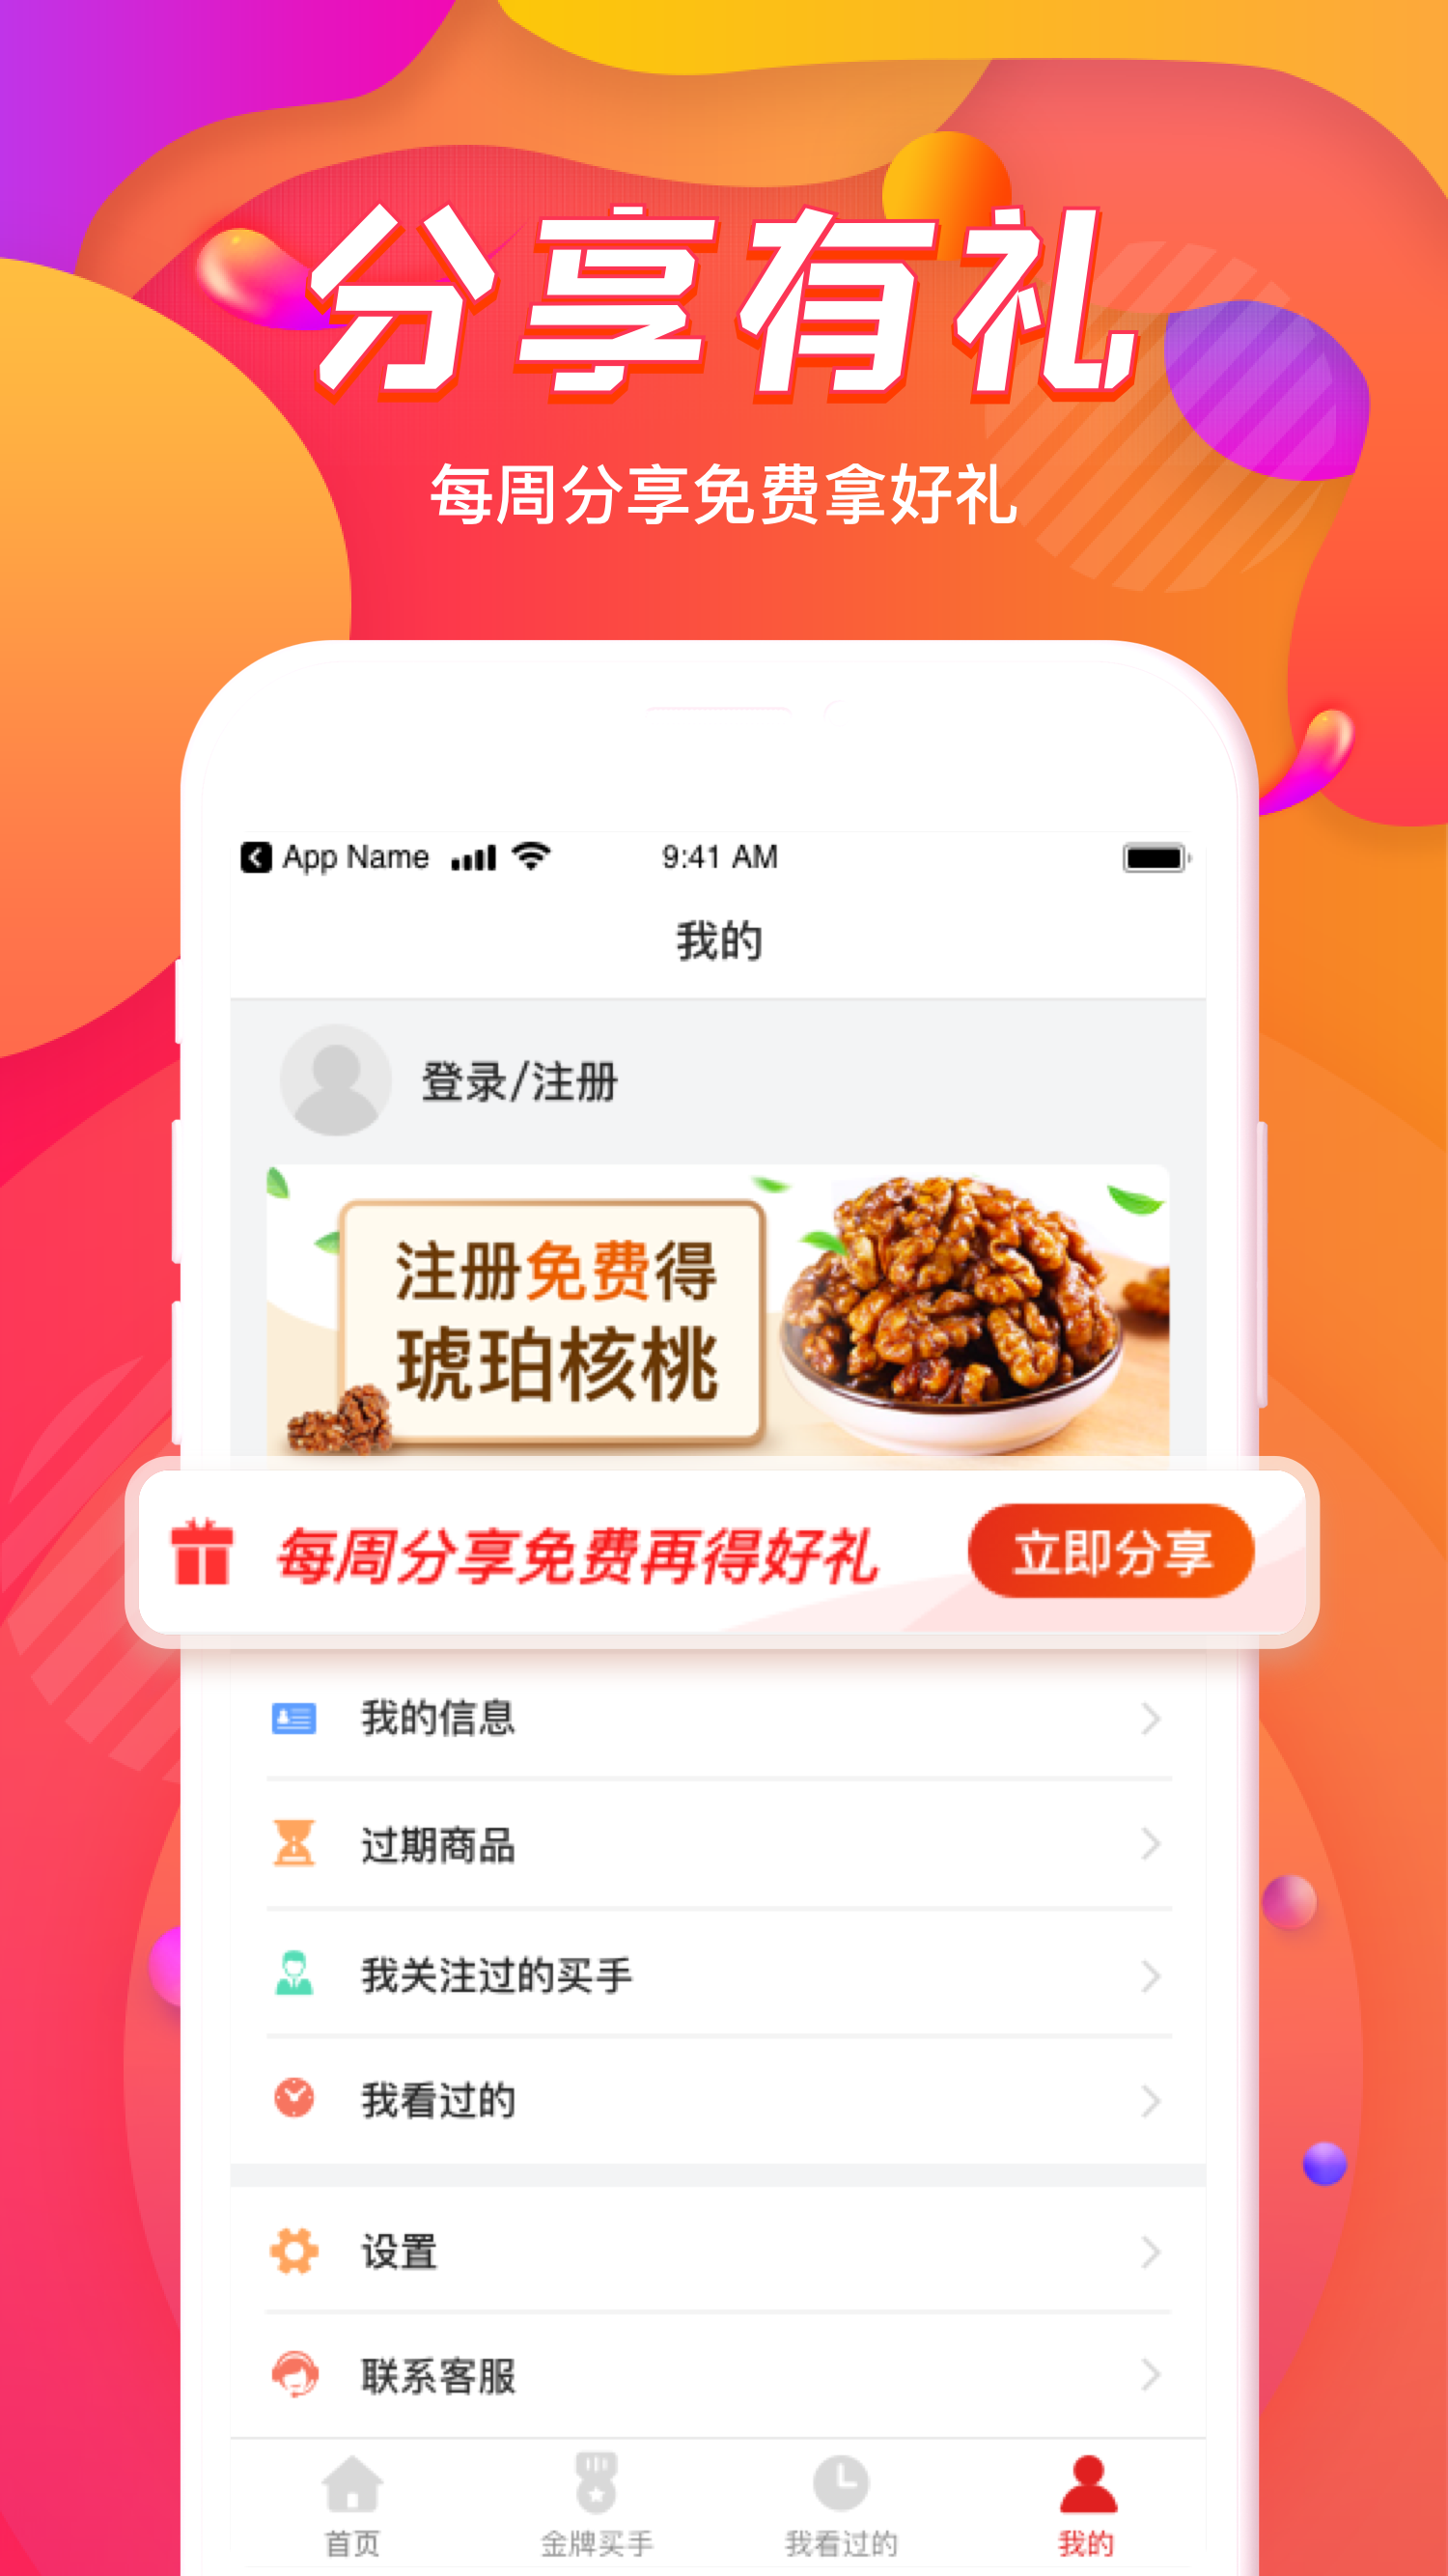 分享有礼
每周分享免费拿好礼
App Name 9:41 AM
我的
登录/注册
注册免费得
琥珀核桃
每周分享免费再得好礼 立即分享
我的信息
过期商品
我关注过的买手
我看过的
设置
联系客服
首页 金牌买手 我看过的 我的